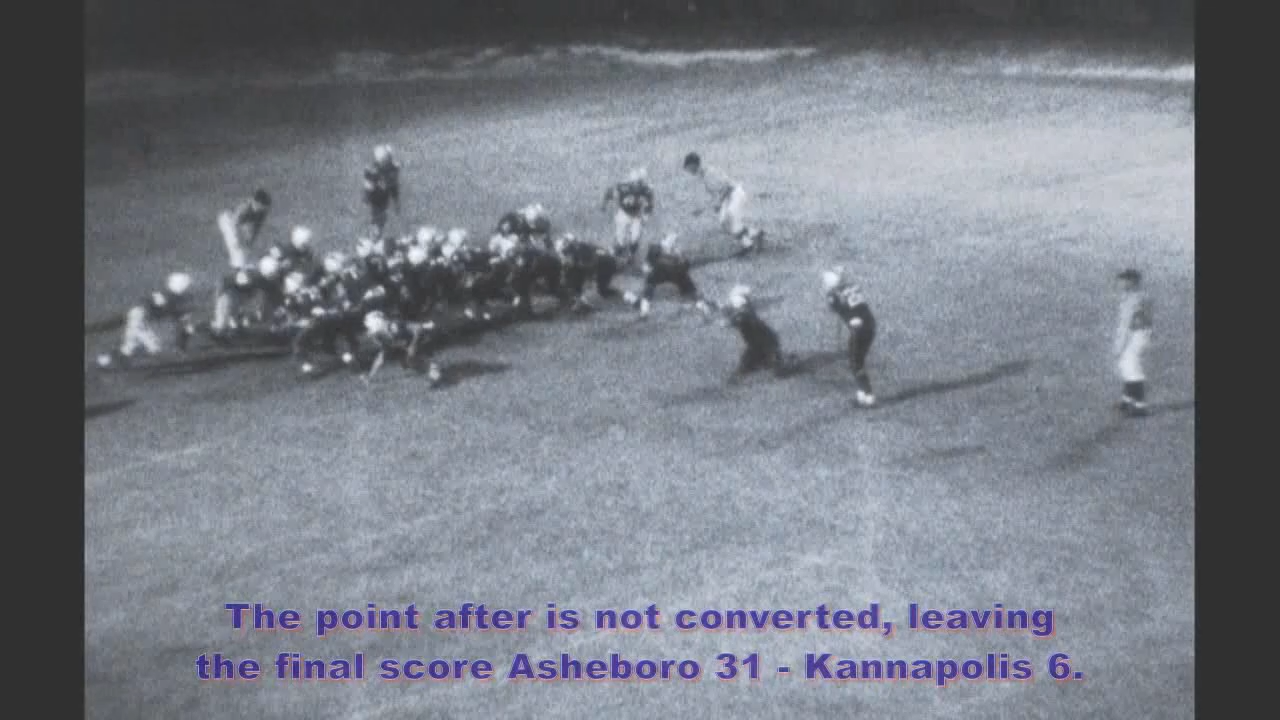 The point after is not converted, leaving
the final score Asheboro 31 - Kannapolis 6.